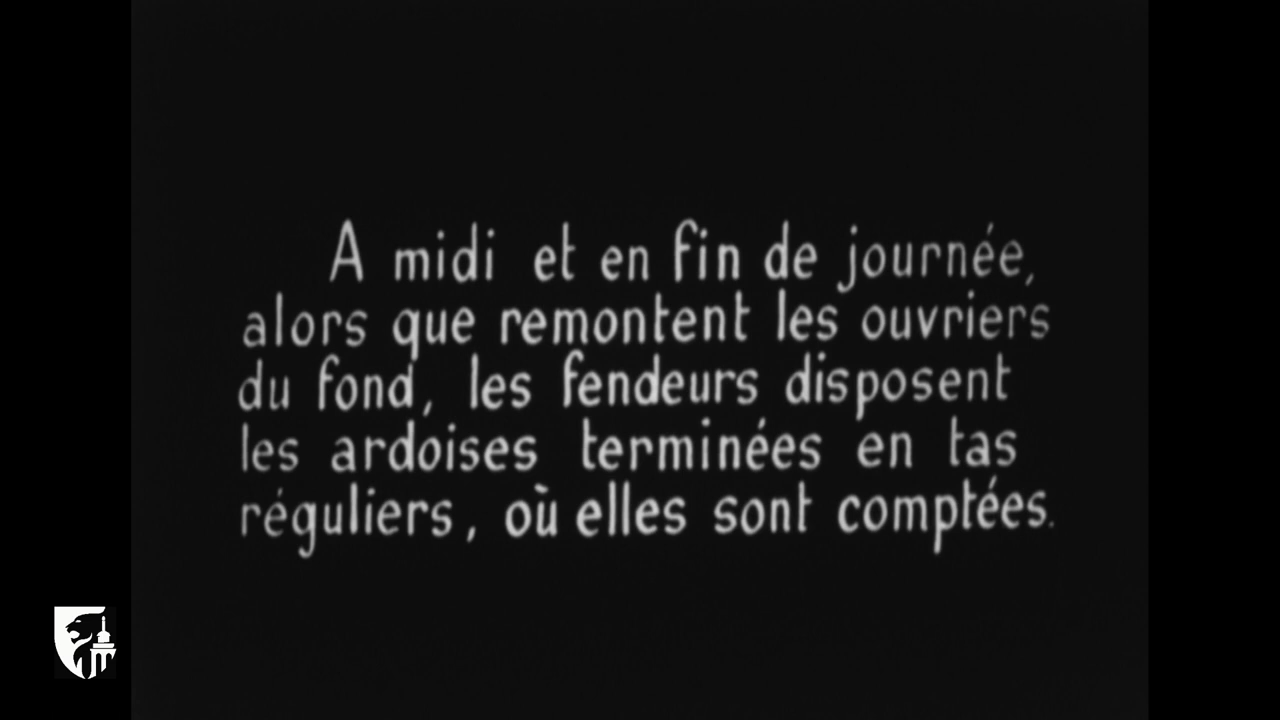 A midi et en fin de journée,
alors que remontent les ouvriers
du fond, les fendeurs disposent
les ardoises terminées en tas
réguliers, où elles sont comptées.